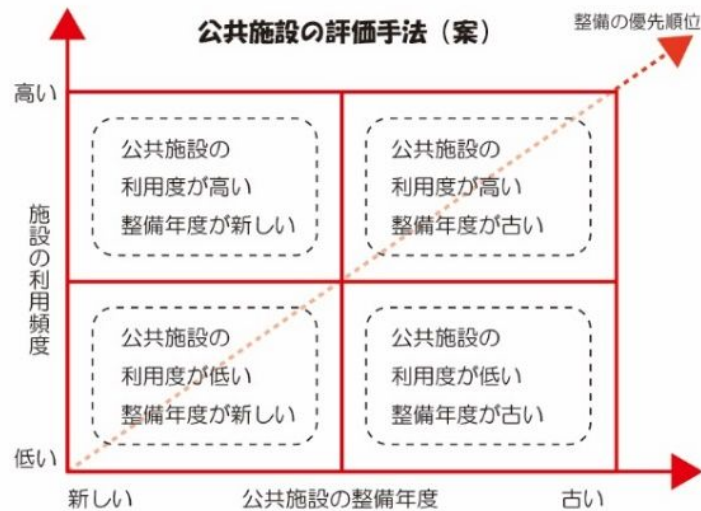 公共施設の評価手法（案）
整備の優先順位
高い
公共施設の
利用度が高い
整備年度が新しい
公共施設の
利用度が高い
整備年度が古い
施設の利用頻度
公共施設の
利用度が低い
整備年度が新しい
公共施設の
利用度が低い
整備年度が古い
低い
新しい
公共施設の整備年度
古い